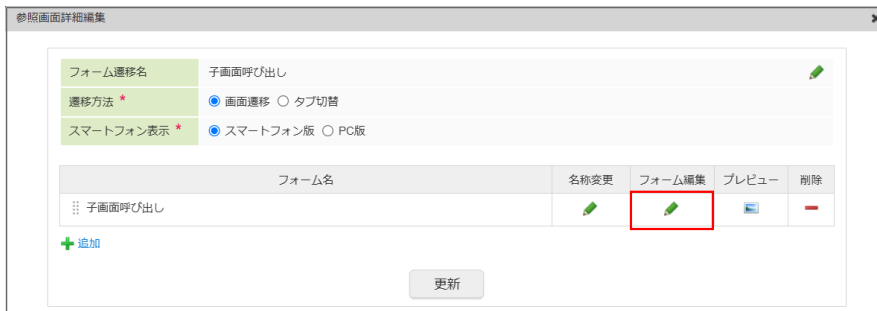 参照画面詳細編集
フォーム遷移名 子画面呼び出し
遷移方法 * 画面遷移 タブ切替
スマートフォン表示 * スマートフォン版 PC版
フォーム名 名称変更 フォーム編集 プレビュー 削除
子画面呼び出し
追加
更新